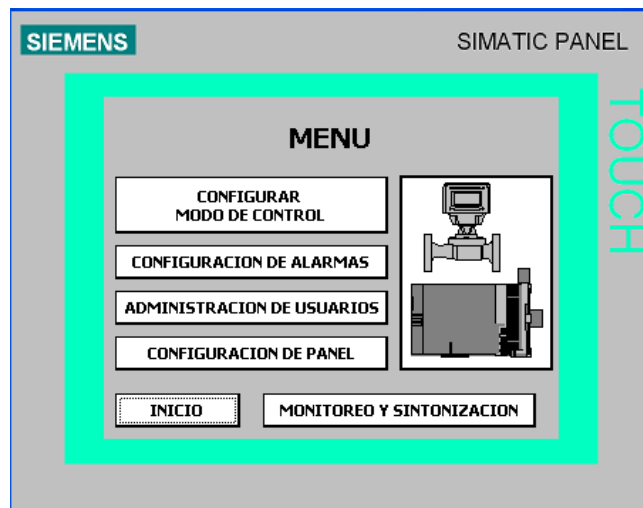 SIEMENS
SIMATIC PANEL
TOUCH
MENU
CONFIGURAR
MODO DE CONTROL
CONFIGURACION DE ALARMAS
ADMINISTRACION DE USUARIOS
CONFIGURACION DE PANEL
INICIO
MONITOREO Y SINTONIZACION